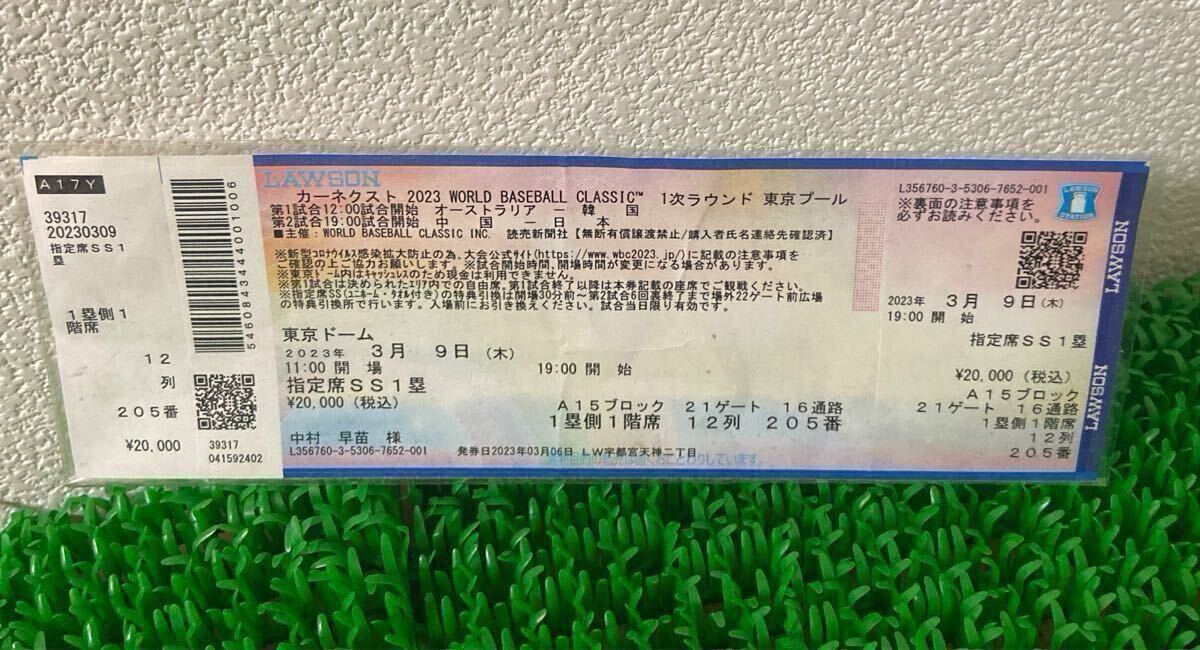 A17Y
39317
20230309
指定席SS1
塁
1塁側1
階席
12
列
205番
¥20,000
5460843444001006
39317
041592402
LAWSON
カーネクスト 2023 WORLD BASEBALL CLASSIC™ 1次ラウンド 東京プール
第1試合12:00試合開始 オーストラリア ー 韓 国
第2試合19:00試合開始 中 国 ー 日 本
■主催:WORLD BASEBALL CLASSIC INC. 読売新聞社【無断有償譲渡禁止/購入者氏名連絡先確認済】
※新型コロナウイルス感染拡大防止の為、大会公式サイト(https://www.wbc2023.jp/)に記載の注意事項を
ご確認の上ご協力お願いします。※試合開始時間、開場時間が変更になる場合があります。
※東京ドーム内はキャッシュレスのため現金は利用できません。
※第1試合は決められたエリア内での自由席。第1試合終了以降は本券記載の座席でご観戦ください。
※指定席SS(ユニホーム・タオル付き)の特典引換は開場30分前〜第2試合6回裏終了まで場外22ゲート前広場
の特典引換所で行います。入場前にお引き換えください。試合当日限り有効です。
東京ドーム
2023年 3月 9日(木)
11:00 開 場 19:00 開 始
指定席SS1塁
¥20,000(税込)
A15ブロック 21ゲート 16通路
1塁側1階席 12列 205番
中村 早苗 様
L356760-3-5306-7652-001 発券日2023年03月06日 LW宇都宮天神二丁目
L356760-3-5306-7652-001
※裏面の注意事項を
必ずお読みください。
LAWSON
STATION
2023年 3月 9日(木)
19:00 開 始
指定席SS1塁
¥20,000(税込)
A15ブロック
21ゲート 16通路
1塁側1階席
12列
205番
LAWSON
LAWSON